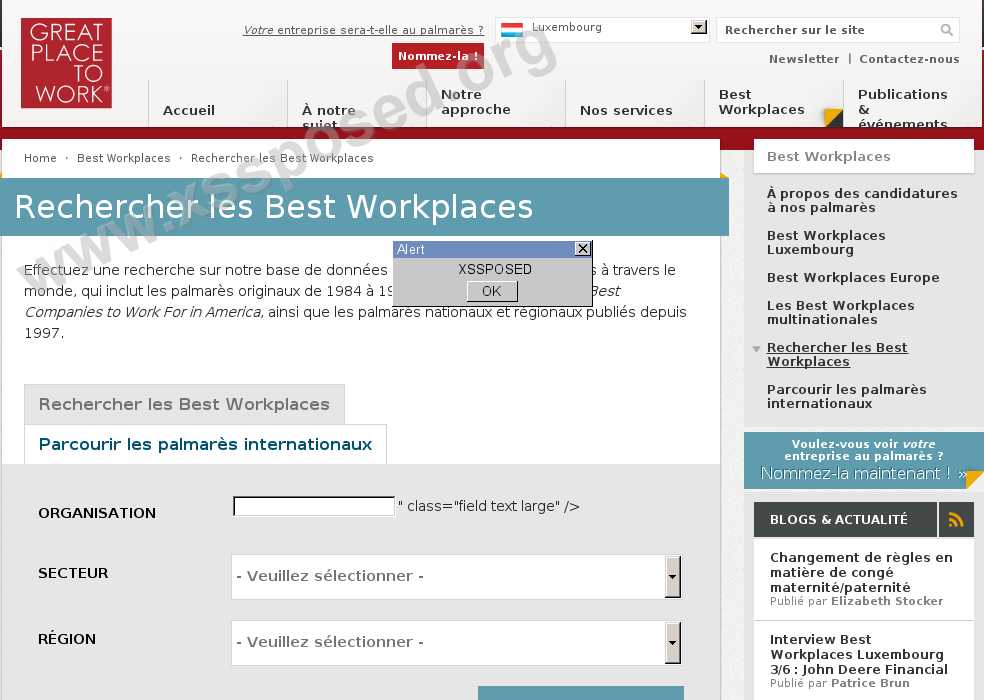 GREAT
PLACE
TO
WORK®
Votre entreprise sera-t-elle au palmarès ?
Nommez-la !
Luxembourg
Rechercher sur le site
Newsletter | Contactez-nous
Accueil
À notre
sujet
Notre
approche
Nos services
Best
Workplaces
Publications
&
événements
Home · Best Workplaces · Rechercher les Best Workplaces
Rechercher les Best Workplaces
www.xssposed.org
Alert
XSSPOSED
OK
Effectuez une recherche sur notre base de données s à travers le
monde, qui inclut les palmarès originaux de 1984 à 19 Best
Companies to Work For in America, ainsi que les palmarès nationaux et régionaux publiés depuis
1997.
Rechercher les Best Workplaces
Parcourir les palmarès internationaux
ORGANISATION
" class="field text large" />
SECTEUR
- Veuillez sélectionner -
RÉGION
- Veuillez sélectionner -
Best Workplaces
À propos des candidatures
à nos palmarès
Best Workplaces
Luxembourg
Best Workplaces Europe
Les Best Workplaces
multinationales
Rechercher les Best
Workplaces
Parcourir les palmarès
internationaux
Voulez-vous voir votre
entreprise au palmarès ?
Nommez-la maintenant ! »
BLOGS & ACTUALITÉ
Changement de règles en
matière de congé
maternité/paternité
Publié par Elizabeth Stocker
Interview Best
Workplaces Luxembourg
3/6 : John Deere Financial
Publié par Patrice Brun